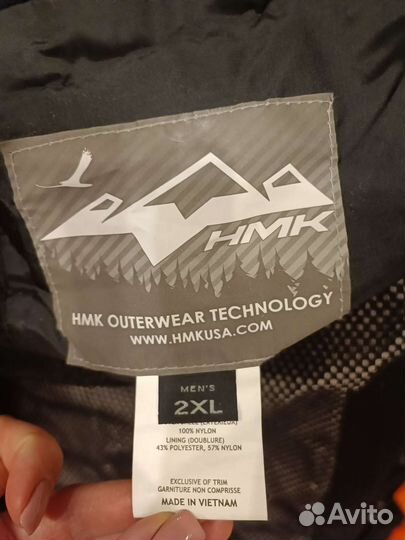 HMK
HMK OUTERWEAR TECHNOLOGY
WWW.HMKUSA.COM
MEN'S
2XL
100% NYLON
LINING (DOUBLURE)
43% POLYESTER, 57% NYLON
EXCLUSIVE OF TRIM
GARNITURE NON COMPRISE
MADE IN VIETNAM
Avito